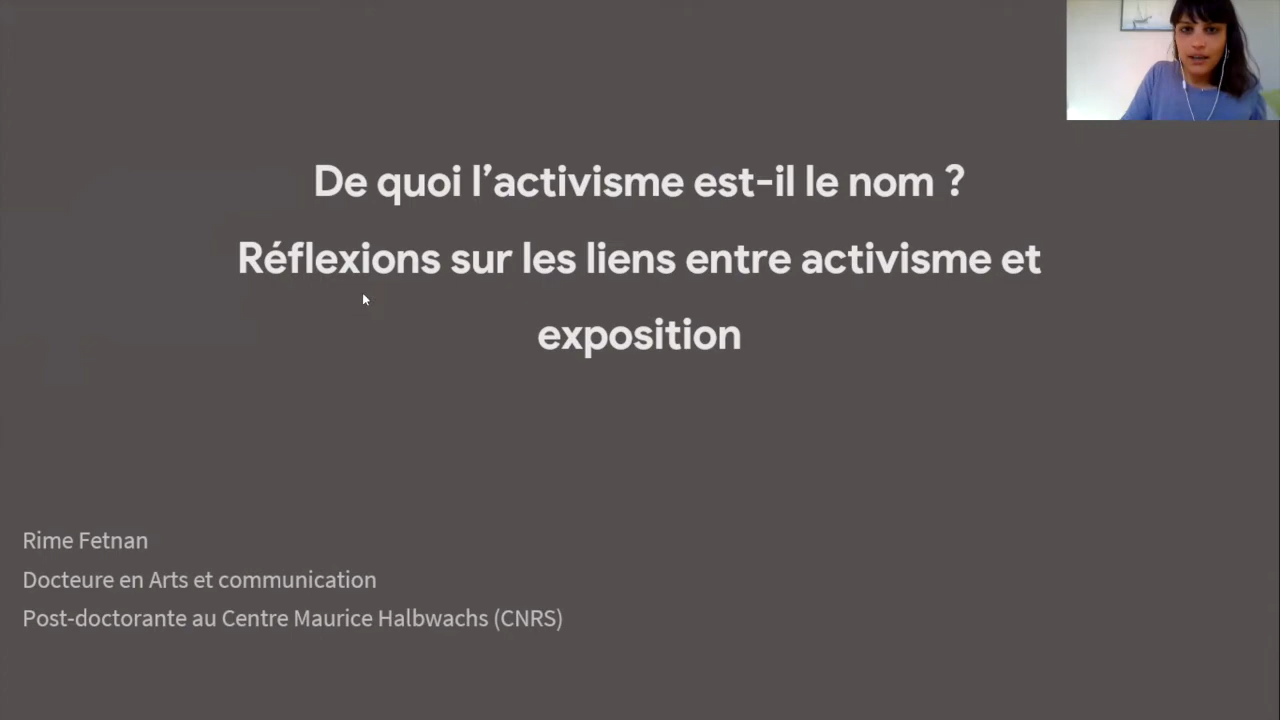 De quoi l’activisme est-il le nom ?
Réflexions sur les liens entre activisme et
exposition
Rime Fetnan
Docteure en Arts et communication
Post-doctorante au Centre Maurice Halbwachs (CNRS)